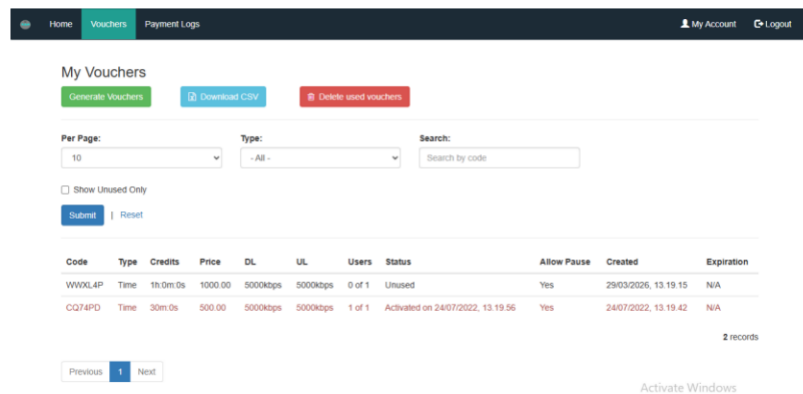 Home Vouchers Payment Logs My Account Logout
My Vouchers
Generate Vouchers Download CSV Delete used vouchers
Per Page: Type: Search:
10 - All - Search by code
Show Unused Only
Submit | Reset
Code Type Credits Price DL UL Users Status Allow Pause Created Expiration
WWXL4P Time 1h:0m:0s 1000.00 5000kbps 5000kbps 0 of 1 Unused Yes 29/03/2026, 13.19.15 N/A
CQ74PD Time 30m:0s 500.00 5000kbps 5000kbps 1 of 1 Activated on 24/07/2022, 13.19.56 Yes 24/07/2022, 13.19.42 N/A
2 records
Previous 1 Next
Activate Windows